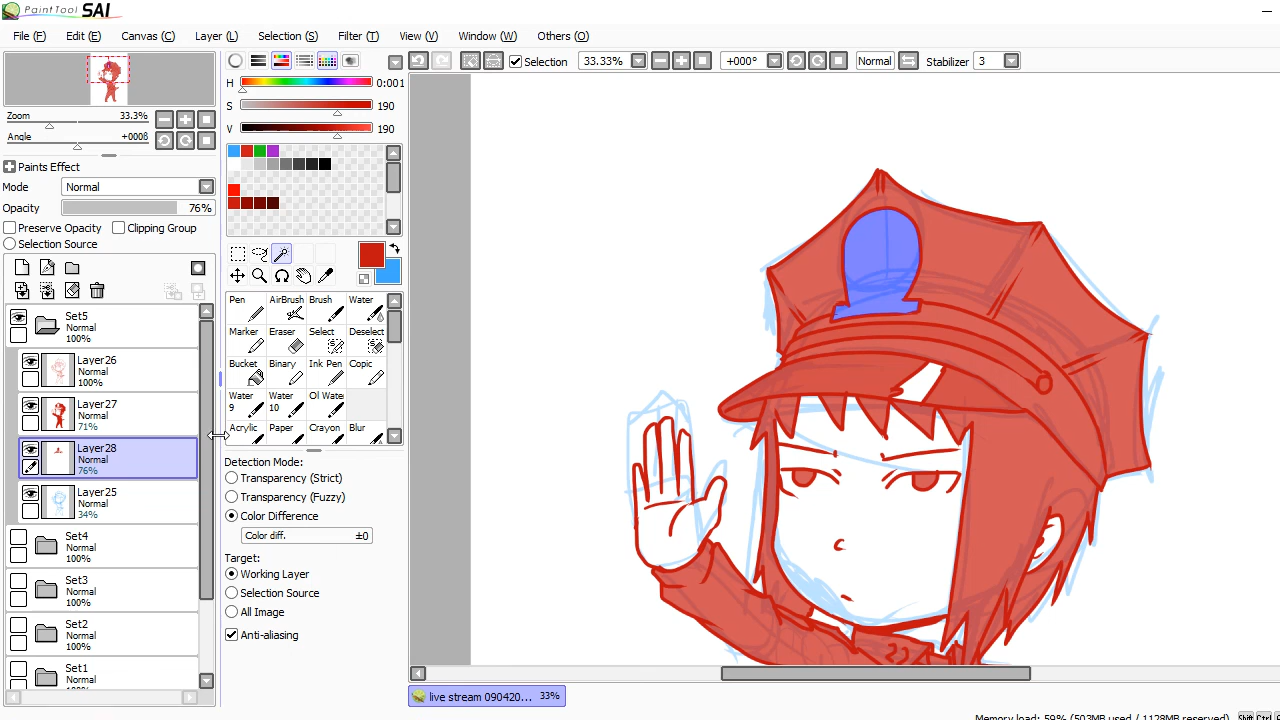 PaintTool SAI
File (F) Edit (E) Canvas (C) Layer (L) Selection (S) Filter (T) View (V) Window (W) Others (O)
Selection 33.33% +000° Normal Stabilizer 3
Zoom 33.3%
Angle +000ß
Paints Effect
Mode Normal
Opacity 76%
Preserve Opacity Clipping Group
Selection Source
Set5
Normal
100%
Layer26
Normal
100%
Layer27
Normal
71%
Layer28
Normal
76%
Layer25
Normal
34%
Set4
Normal
100%
Set3
Normal
100%
Set2
Normal
100%
Set1
Normal
H 0:001
S 190
V 190
Pen AirBrush Brush Water
Marker Eraser Select Deselect
Bucket Binary Ink Pen Copic
Water 9 Water 10 Ol Wate
Acrylic Paper Crayon Blur
Detection Mode:
Transparency (Strict)
Transparency (Fuzzy)
Color Difference
Color diff. ±0
Target:
Working Layer
Selection Source
All Image
Anti-aliasing
live stream 090420... 33%
Memory load: 59% (503MB used / 1128MB reserved)